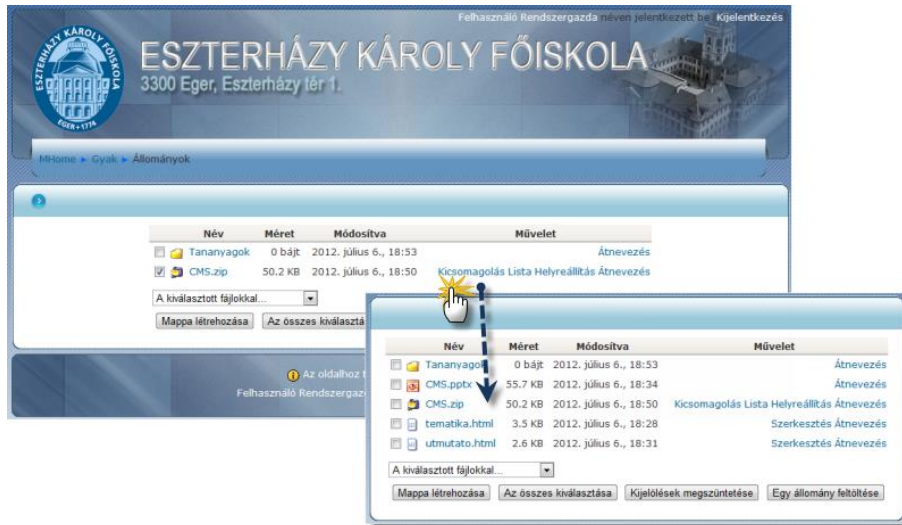 Felhasználó Rendszergazda néven jelentkezett be (Kijelentkezés)
ESZTERHÁZY KÁROLY FŐISKOLA
EGER • 1774
ESZTERHÁZY KÁROLY FŐISKOLA
3300 Eger, Eszterházy tér 1.
MHome ► Gyak ► Állományok
Név Méret Módosítva Művelet
Tananyagok 0 bájt 2012. július 6., 18:53 Átnevezés
CMS.zip 50.2 KB 2012. július 6., 18:50 Kicsomagolás Lista Helyreállítás Átnevezés
A kiválasztott fájlokkal...
Mappa létrehozása Az összes kiválasztá
Az oldalhoz t
Felhasználó Rendszergaz
Név Méret Módosítva Művelet
Tananyagok 0 bájt 2012. július 6., 18:53 Átnevezés
CMS.pptx 55.7 KB 2012. július 6., 18:34 Átnevezés
CMS.zip 50.2 KB 2012. július 6., 18:50 Kicsomagolás Lista Helyreállítás Átnevezés
tematika.html 3.5 KB 2012. július 6., 18:28 Szerkesztés Átnevezés
utmutato.html 2.6 KB 2012. július 6., 18:31 Szerkesztés Átnevezés
A kiválasztott fájlokkal...
Mappa létrehozása Az összes kiválasztása Kijelölések megszüntetése Egy állomány feltöltése